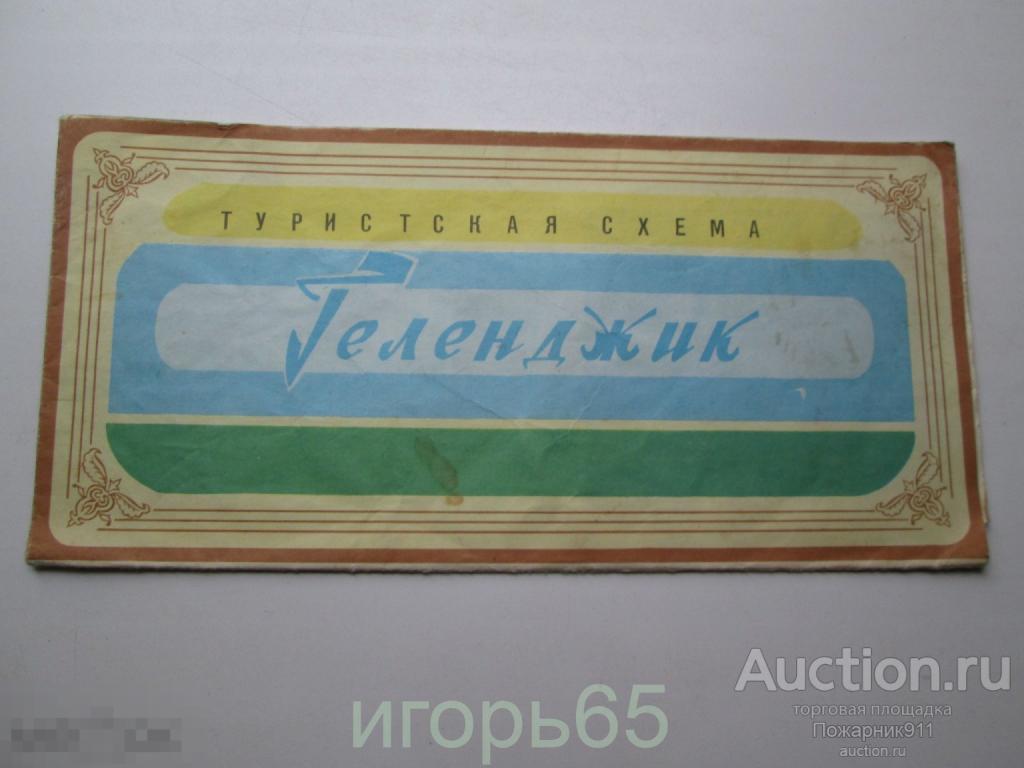 ТУРИСТСКАЯ СХЕМА
Геленджик
Auction.ru
торговая площадка
Пожарник911
auction.ru
игорь65